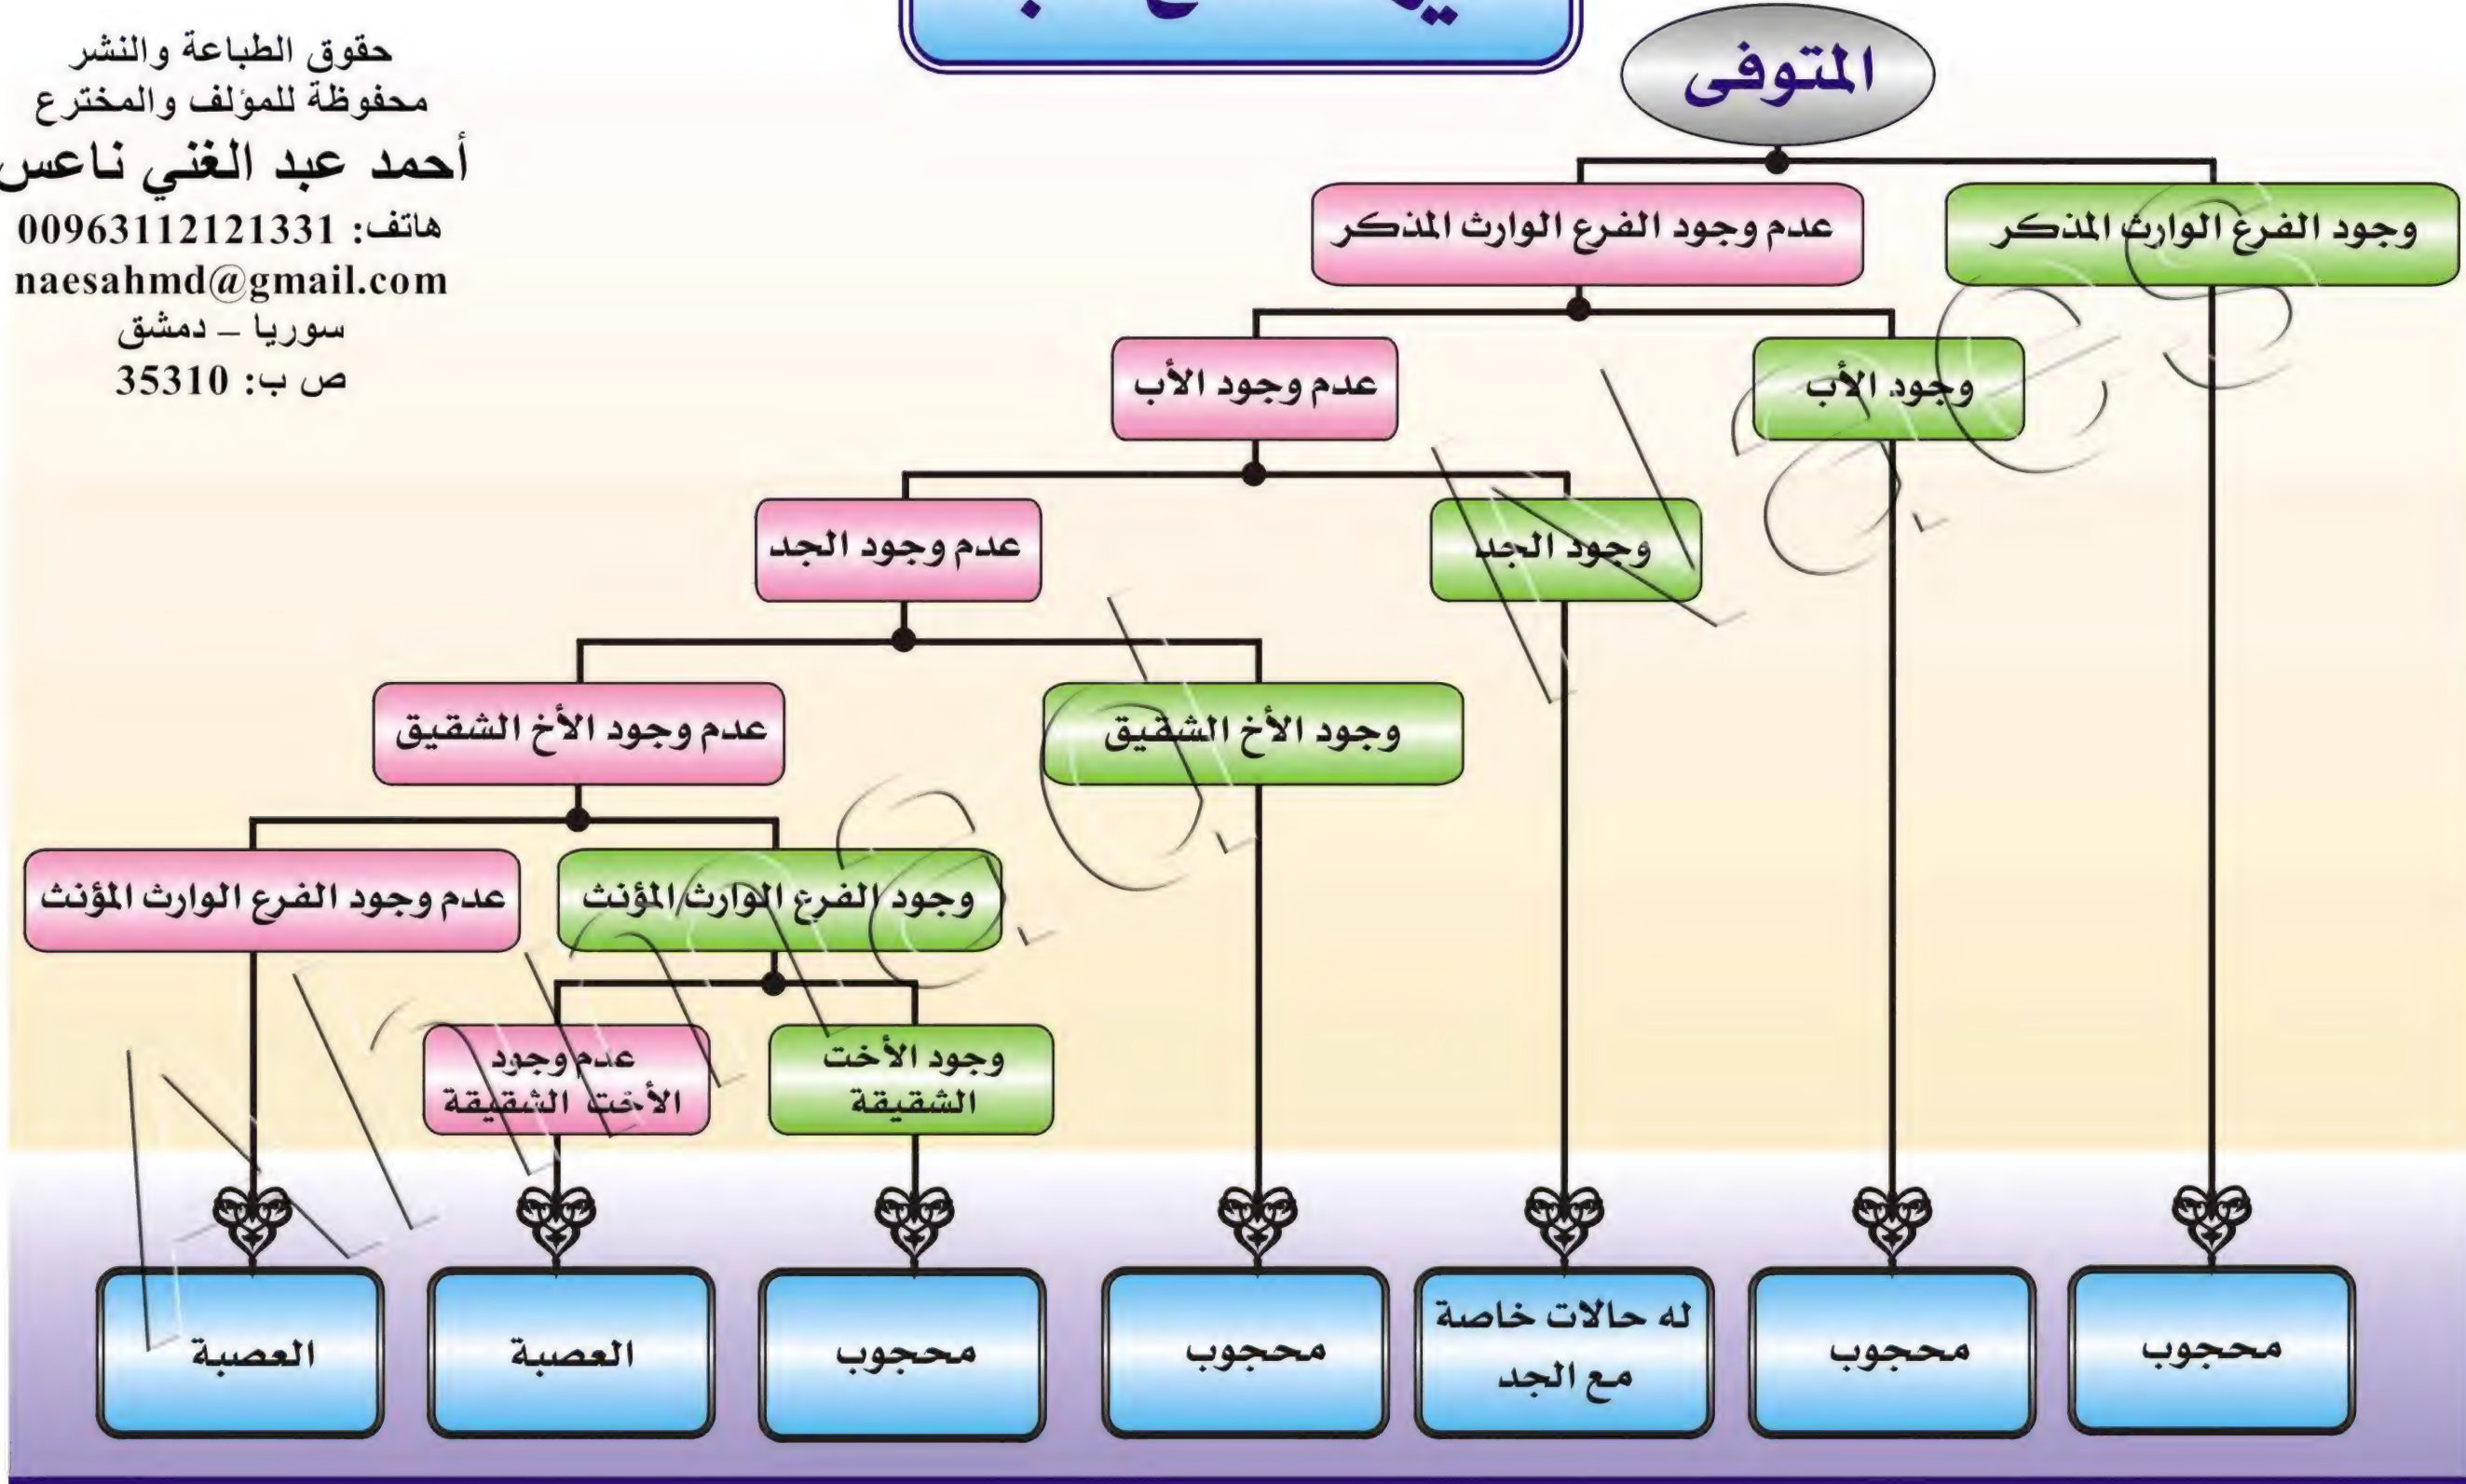 حقوق الطباعة والنشر
محفوظة للمؤلف والمخترع
أحمد عبد الغني ناعس
هاتف: 00963112121331
naesahmd@gmail.com
سوريا – دمشق
ص ب: 35310
المتوفى
وجود الفرع الوارث المذكر
عدم وجود الفرع الوارث المذكر
وجود الأب
عدم وجود الأب
وجود الجد
عدم وجود الجد
وجود الأخ الشقيق
عدم وجود الأخ الشقيق
وجود الفرع الوارث المؤنث
عدم وجود الفرع الوارث المؤنث
وجود الأخت
الشقيقة
عدم وجود
الأخت الشقيقة
محجوب
محجوب
له حالات خاصة
مع الجد
محجوب
محجوب
العصبة
العصبة